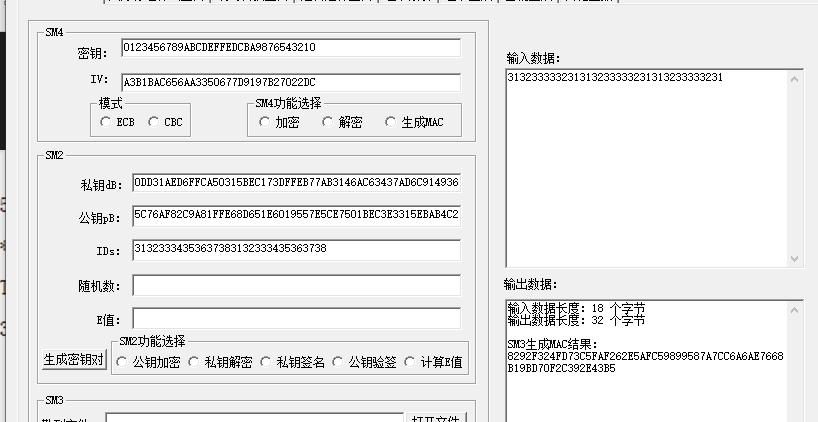 SM4
密钥:
0123456789ABCDEFFEDCBA9876543210
IV:
A3B1BAC656AA3350677D9197B27022DC
模式
ECB
CBC
SM4功能选择
加密
解密
生成MAC
SM2
私钥dB:
0DD31AED6FFCA50315BEC173DFFEB77AB3146AC63437AD6C914936
公钥pB:
5C76AF82C9A81FFE68D651E6019557E5CE7501BEC3E3315EBAB4C2
IDs:
31323334353637383132333435363738
随机数:
E值:
生成密钥对
SM2功能选择
公钥加密
私钥解密
私钥签名
公钥验签
计算E值
SM3
打开文件
输入数据:
313233333231313233333231313233333231
输出数据:
输入数据长度: 18 个字节
输出数据长度: 32 个字节
SM3生成MAC结果:
8292F324FD73C5FAF262E5AFC59899587A7CC6A6AE7668
B19BD70F2C392E43B5